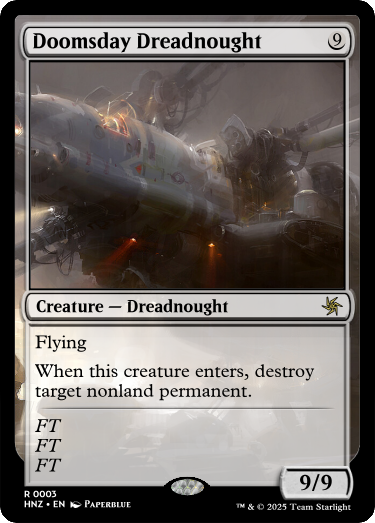 Doomsday Dreadnought 9
Creature — Dreadnought
Flying
When this creature enters, destroy
target nonland permanent.
FT
FT
FT
9/9
R 0003
HNZ • EN PAPERBLUE
™ & © 2025 Team Starlight